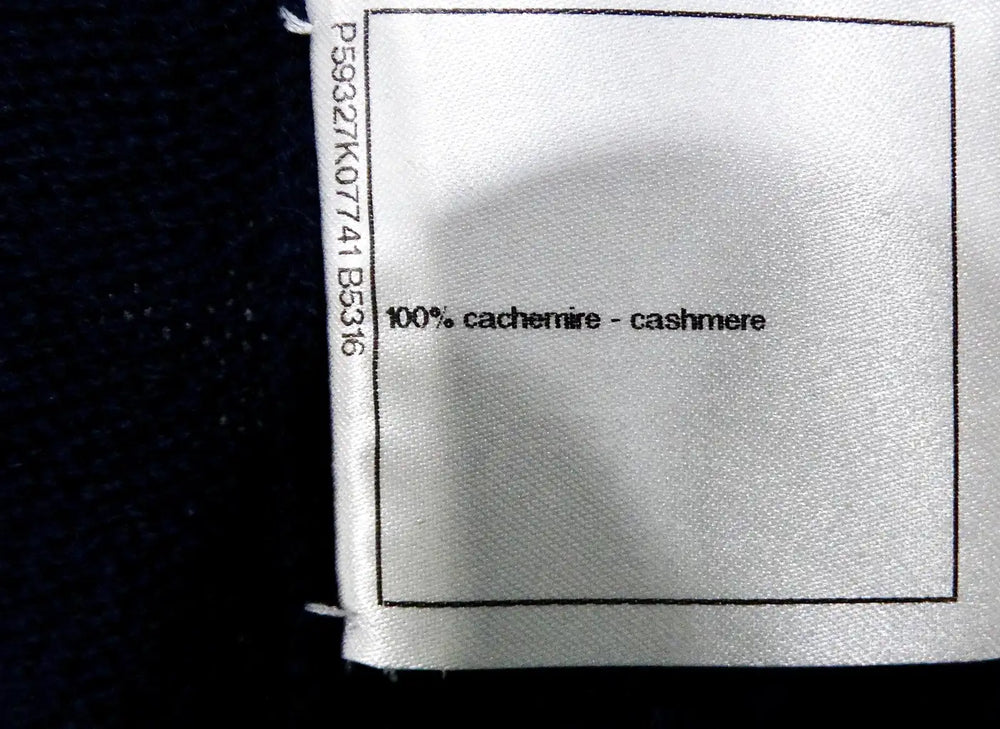 P59327K07741 B5316
100% cachemire - cashmere